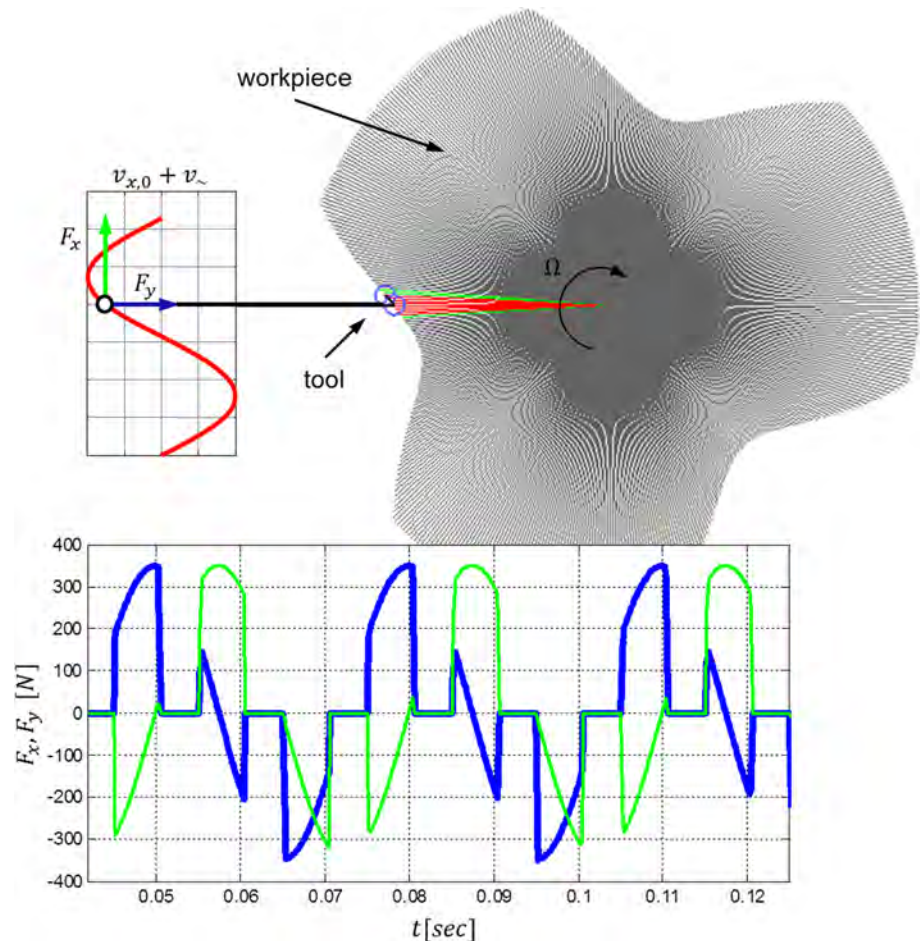 workpiece
v_{x,0} + v_~
F_x
F_y
Ω
tool
F_x, F_y [N]
400
300
200
100
0
-100
-200
-300
-400
0.05
0.06
0.07
0.08
0.09
0.1
0.11
0.12
t[sec]